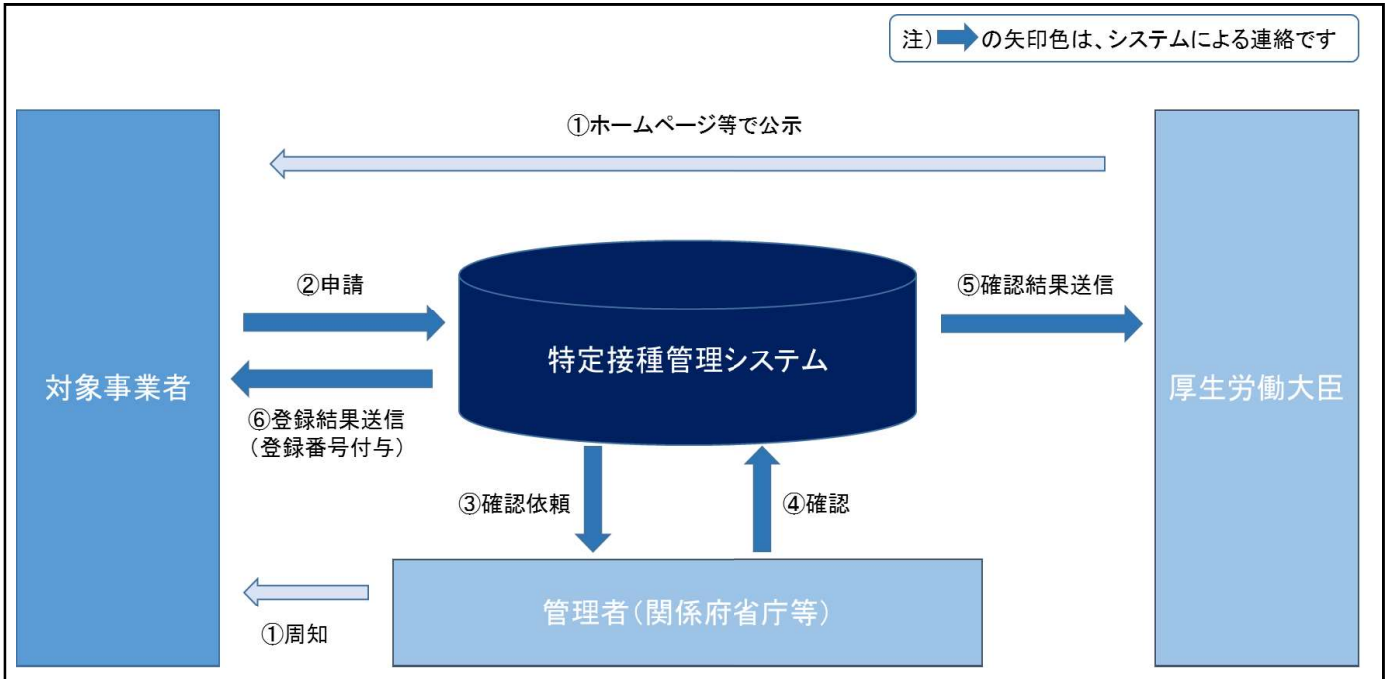 注）の矢印色は、システムによる連絡です
①ホームページ等で公示
②申請
⑤確認結果送信
特定接種管理システム
対象事業者
厚生労働大臣
⑥登録結果送信
（登録番号付与）
③確認依頼
④確認
管理者（関係府省庁等）
①周知